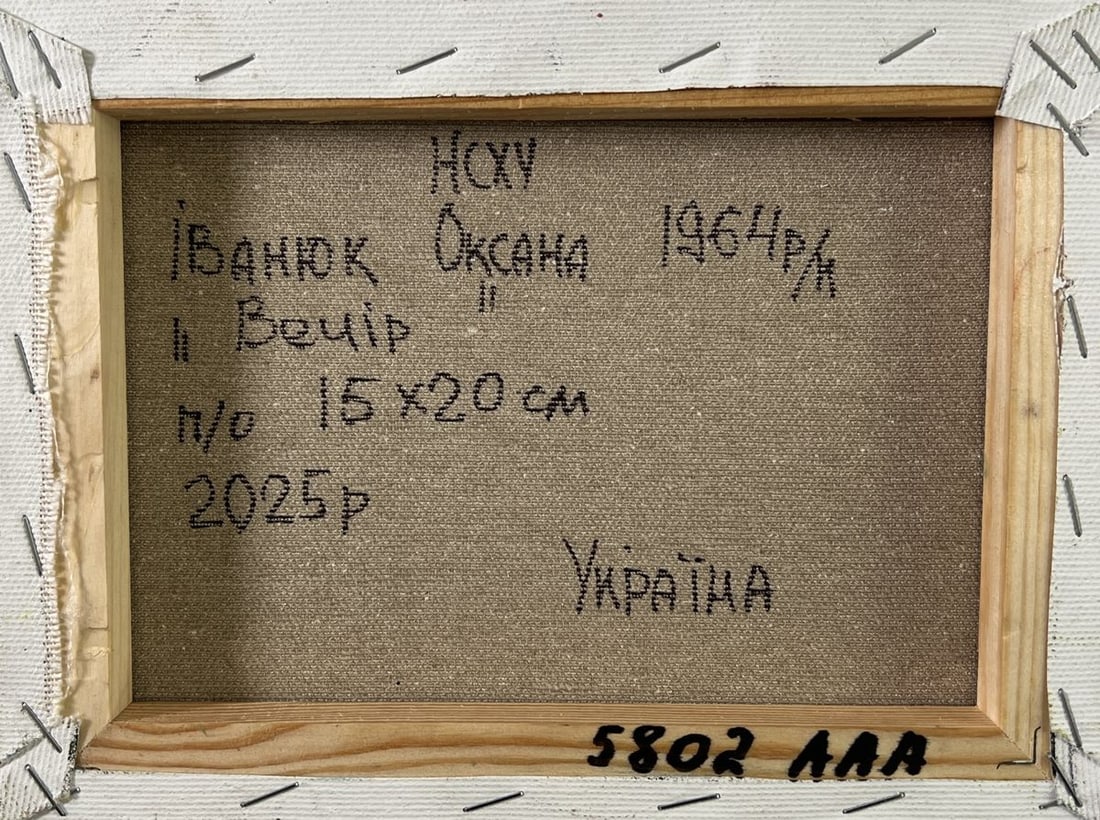 НСХУ
Іванюк Оксана 1964р/н
" Вечір "
п/о 15х20 см
2025р
Україна
5802 ААА